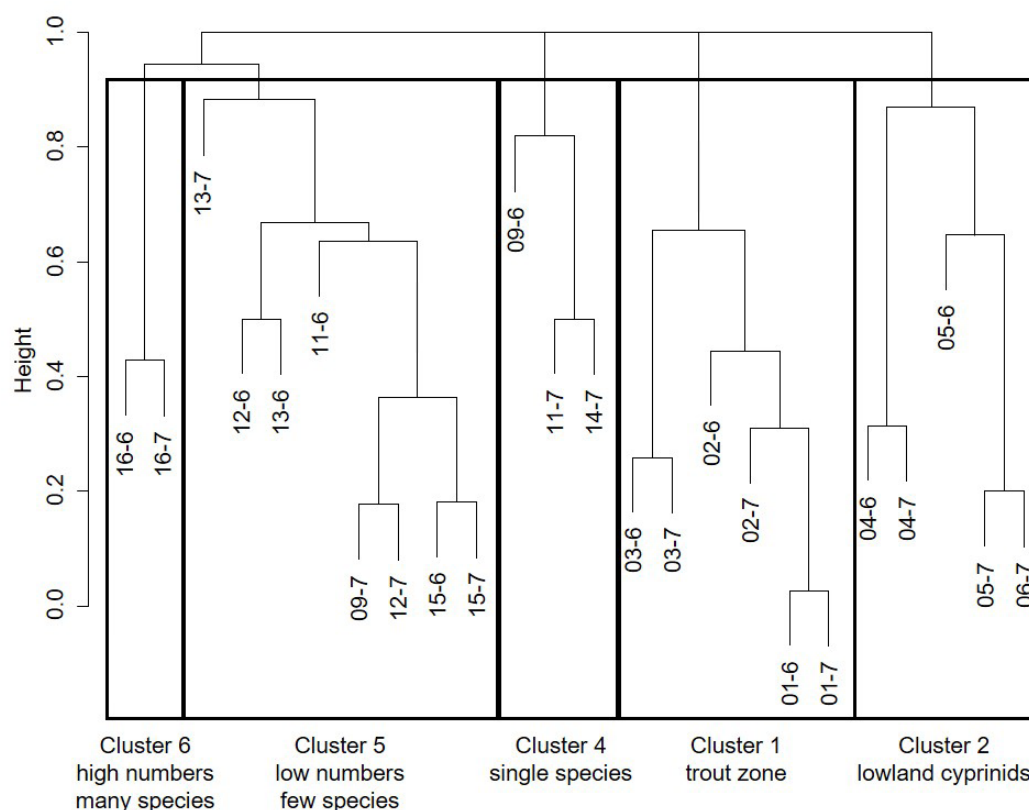 1.0
0.8
0.6
0.4
0.2
0.0
Height
16-6
16-7
13-7
12-6
13-6
11-6
09-7
12-7
15-6
15-7
09-6
11-7
14-7
03-6
03-7
02-6
02-7
01-6
01-7
04-6
04-7
05-6
05-7
06-7
Cluster 6
high numbers
many species
Cluster 5
low numbers
few species
Cluster 4
single species
Cluster 1
trout zone
Cluster 2
lowland cyprinids